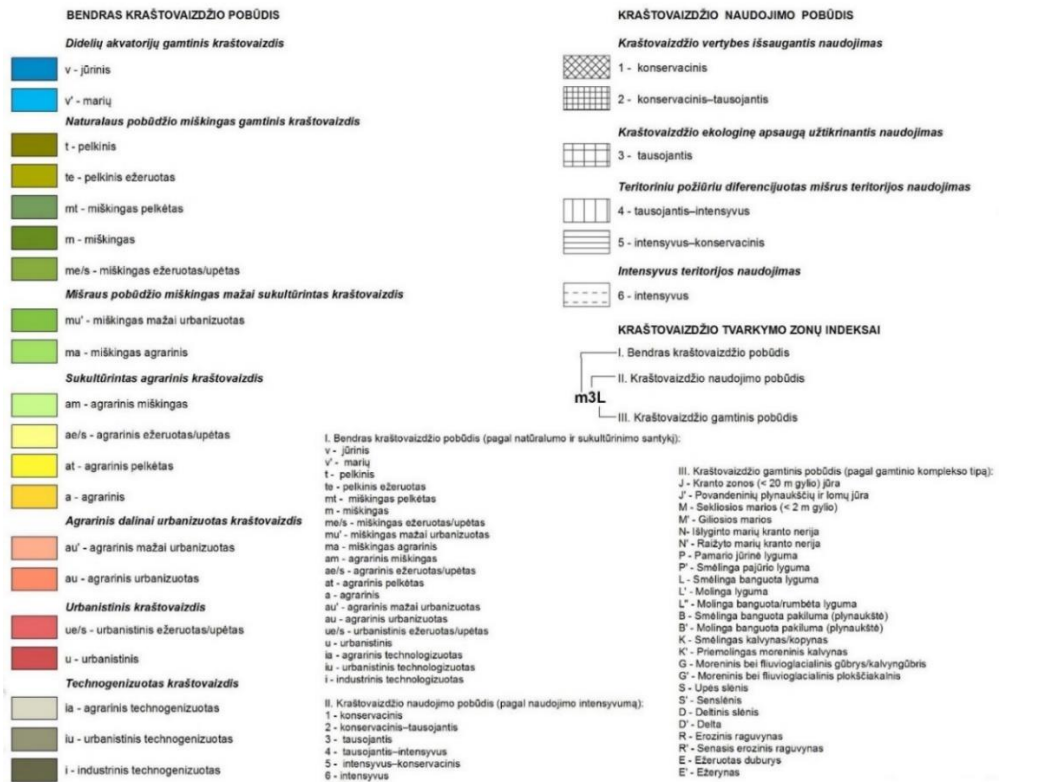 BENDRAS KRAŠTOVAIZDŽIO POBŪDIS
Didelių akvatorijų gamtinis kraštovaizdis
v - jūrinis
v' - marių
Natūralaus pobūdžio miškingas gamtinis kraštovaizdis
t - pelkinis
te - pelkinis ežeruotas
mt - miškingas pelkėtas
m - miškingas
me/s - miškingas ežeruotas/upėtas
Mišraus pobūdžio miškingas mažai sukultūrintas kraštovaizdis
mu' - miškingas mažai urbanizuotas
ma - miškingas agrarinis
Sukultūrintas agrarinis kraštovaizdis
am - agrarinis miškingas
ae/s - agrarinis ežeruotas/upėtas
at - agrarinis pelkėtas
a - agrarinis
Agrarinis dalinai urbanizuotas kraštovaizdis
au' - agrarinis mažai urbanizuotas
au - agrarinis urbanizuotas
Urbanistinis kraštovaizdis
ue/s - urbanistinis ežeruotas/upėtas
u - urbanistinis
Technogenizuotas kraštovaizdis
ia - agrarinis technogenizuotas
iu - urbanistinis technogenizuotas
i - industrinis technogenizuotas
KRAŠTOVAIZDŽIO NAUDOJIMO POBŪDIS
Kraštovaizdžio vertybes išsaugantis naudojimas
1 - konservacinis
2 - konservacinis–tausojantis
Kraštovaizdžio ekologinę apsaugą užtikrinantis naudojimas
3 - tausojantis
Teritoriniu požiūriu diferencijuotas mišrus teritorijos naudojimas
4 - tausojantis–intensyvus
5 - intensyvus–konservacinis
Intensyvus teritorijos naudojimas
6 - intensyvus
KRAŠTOVAIZDŽIO TVARKYMO ZONŲ INDEKSAI
I. Bendras kraštovaizdžio pobūdis
II. Kraštovaizdžio naudojimo pobūdis
m3L
III. Kraštovaizdžio gamtinis pobūdis
I. Bendras kraštovaizdžio pobūdis (pagal natūralumo ir sukultūrinimo santykį):
v - jūrinis
v' - marių
t - pelkinis
te - pelkinis ežeruotas
mt - miškingas pelkėtas
m - miškingas
me/s - miškingas ežeruotas/upėtas
mu' - miškingas mažai urbanizuotas
ma - miškingas agrarinis
am - agrarinis miškingas
ae/s - agrarinis ežeruotas/upėtas
at - agrarinis pelkėtas
a - agrarinis
au' - agrarinis mažai urbanizuotas
au - agrarinis urbanizuotas
ue/s - urbanistinis ežeruotas/upėtas
u - urbanistinis
ia - agrarinis technologizuotas
iu - urbanistinis technologizuotas
i - industrinis technologizuotas
II. Kraštovaizdžio naudojimo pobūdis (pagal naudojimo intensyvumą):
1 - konservacinis
2 - konservacinis–tausojantis
3 - tausojantis
4 - tausojantis–intensyvus
5 - intensyvus–konservacinis
6 - intensyvus
III. Kraštovaizdžio gamtinis pobūdis (pagal gamtinio komplekso tipą):
J - Kranto zonos (< 20 m gylio) jūra
J' - Povandeninių plynaukščių ir lomų jūra
M - Sekliosios marios (< 2 m gylio)
M' - Giliosios marios
N- Išlyginto marių kranto nerija
N' - Raižyto marių kranto nerija
P - Pamario jūrinė lyguma
P' - Smėlinga pajūrio lyguma
L - Smėlinga banguota lyguma
L' - Molinga lyguma
L" - Molinga banguota/rumbėta lyguma
B - Smėlinga banguota pakiluma (plynaukštė)
B' - Molinga banguota pakiluma (plynaukštė)
K - Smėlingas kalvynas/kopynas
K' - Priemolingas moreninis kalvynas
G - Moreninis bei fliuvioglacialinis gūbrys/kalvyngūbris
G' - Moreninis bei fliuvioglacialinis plokščiakalnis
S - Upės slėnis
S' - Senslėnis
D - Deltinis slėnis
D' - Delta
R - Erozinis raguvynas
R' - Senasis erozinis raguvynas
E - Ežeruotas duburys
E' - Ežerynas